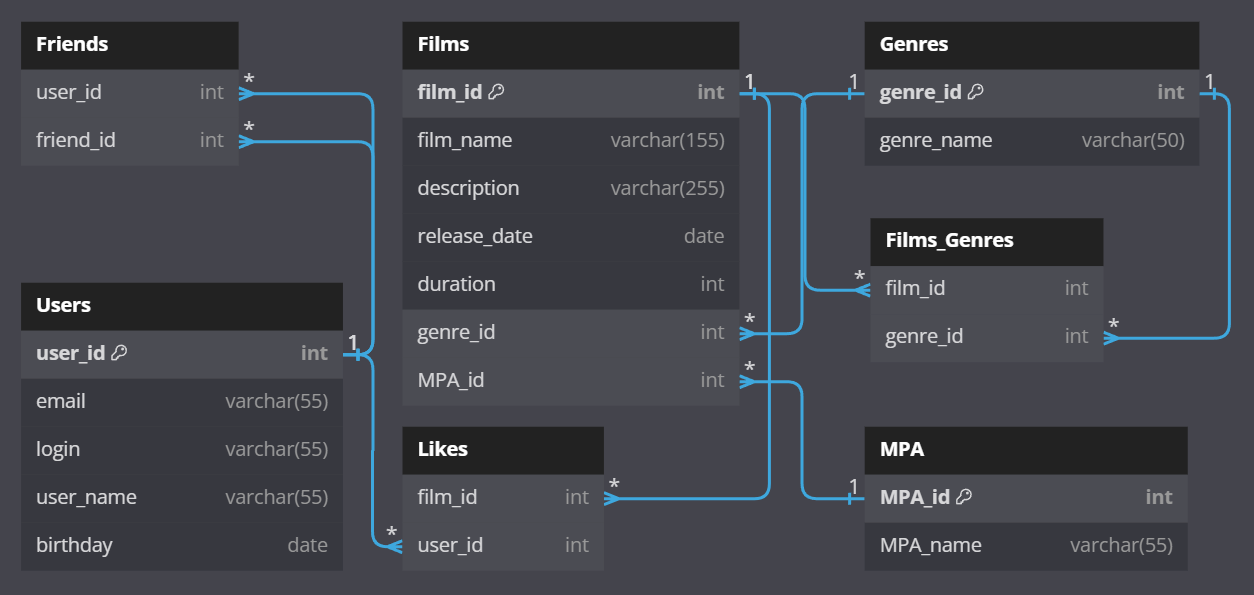 Friends
user_id int *
friend_id int *
Users
user_id int 1
email varchar(55)
login varchar(55)
user_name varchar(55)
birthday date
Films
film_id int 1
film_name varchar(155)
description varchar(255)
release_date date
duration int
genre_id int *
MPA_id int *
Likes
film_id int *
* user_id int
Genres
1 genre_id int 1
genre_name varchar(50)
Films_Genres
* film_id int
genre_id int *
MPA
1 MPA_id int
MPA_name varchar(55)